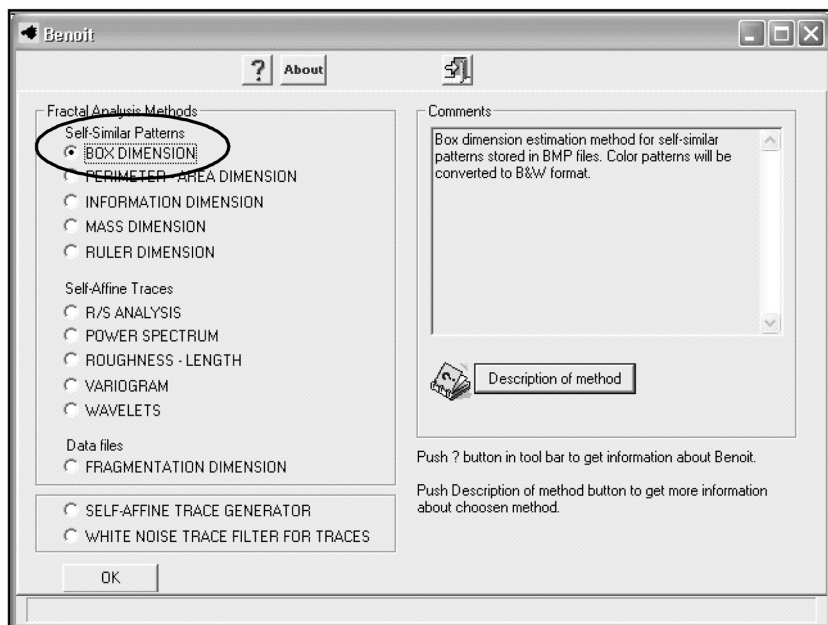 Benoit
? About
Fractal Analysis Methods
Self-Similar Patterns
BOX DIMENSION
PERIMETER - AREA DIMENSION
INFORMATION DIMENSION
MASS DIMENSION
RULER DIMENSION
Self-Affine Traces
R/S ANALYSIS
POWER SPECTRUM
ROUGHNESS - LENGTH
VARIOGRAM
WAVELETS
Data files
FRAGMENTATION DIMENSION
SELF-AFFINE TRACE GENERATOR
WHITE NOISE TRACE FILTER FOR TRACES
OK
Comments
Box dimension estimation method for self-similar
patterns stored in BMP files. Color patterns will be
converted to B&W format.
Description of method
Push ? button in tool bar to get information about Benoit.
Push Description of method button to get more information
about choosen method.